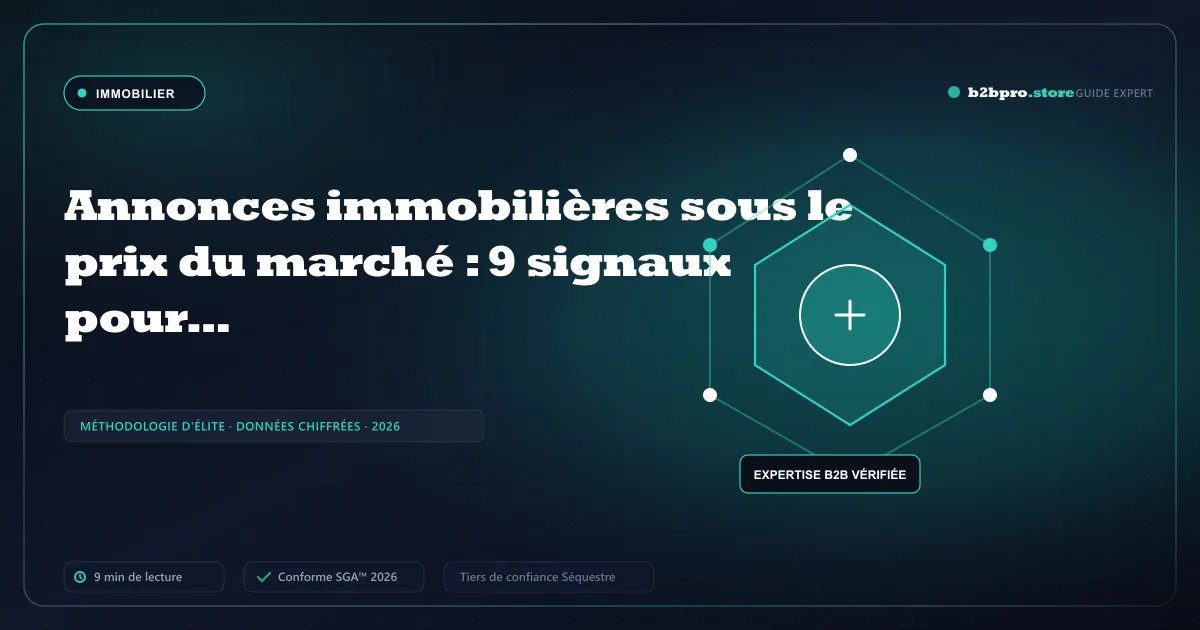 IMMOBILIER
b2bpro.store GUIDE EXPERT
Annonces immobilières sous le
prix du marché : 9 signaux
pour...
MÉTHODOLOGIE D'ÉLITE · DONNÉES CHIFFRÉES · 2026
EXPERTISE B2B VÉRIFIÉE
9 min de lecture
Conforme SGA™ 2026
Tiers de confiance Séquestre